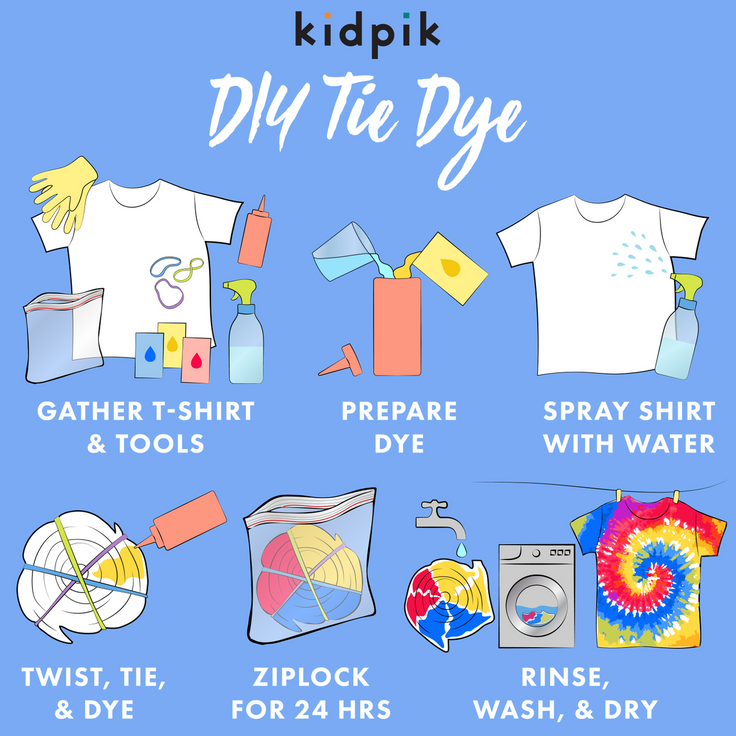 kidpik
DIY Tie Dye
GATHER T-SHIRT
& TOOLS
PREPARE
DYE
SPRAY SHIRT
WITH WATER
TWIST, TIE,
& DYE
ZIPLOCK
FOR 24 HRS
RINSE,
WASH, & DRY